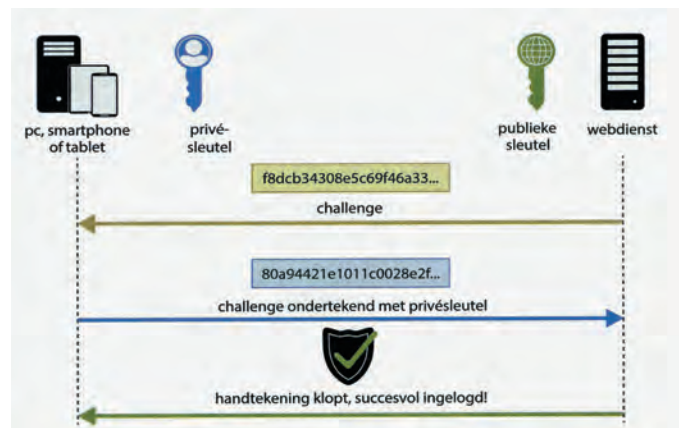 pc, smartphone
of tablet
privé-
sleutel
publieke
sleutel
webdienst
f8dcb34308e5c69f46a33...
challenge
80a94421e1011c0028e2f...
challenge ondertekend met privésleutel
handtekening klopt, succesvol ingelogd!